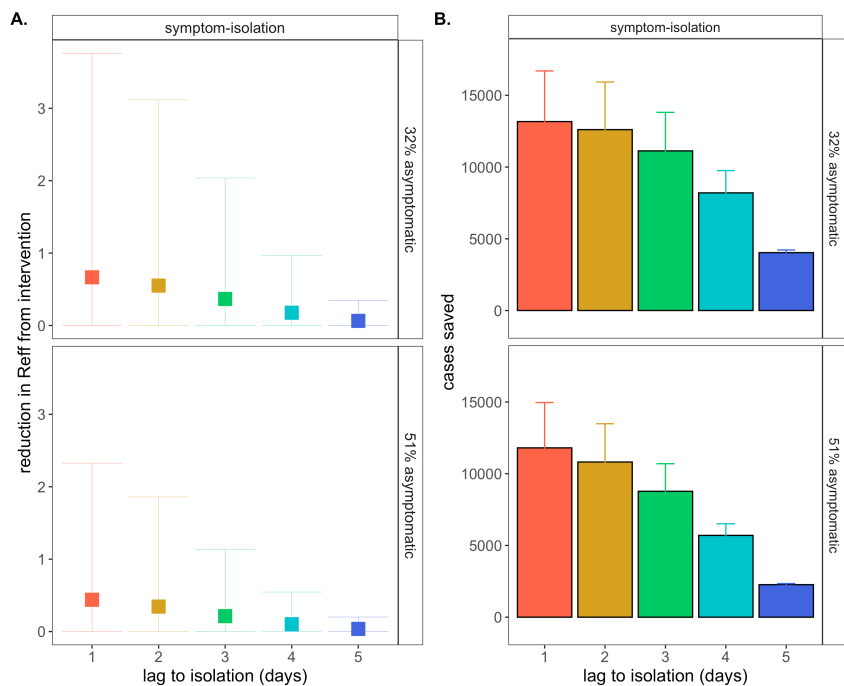 A.
symptom-isolation
reduction in Reff from intervention
3
2
1
0
32% asymptomatic
3
2
1
0
51% asymptomatic
1 2 3 4 5
lag to isolation (days)
B.
symptom-isolation
cases saved
15000
10000
5000
0
32% asymptomatic
15000
10000
5000
0
51% asymptomatic
1 2 3 4 5
lag to isolation (days)